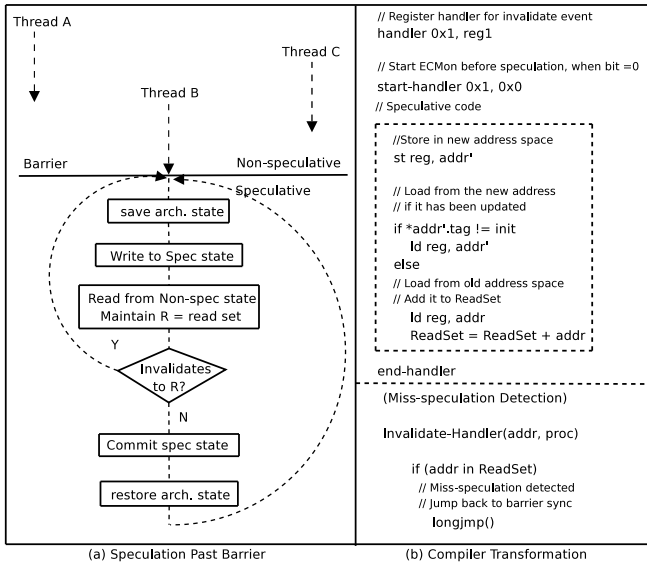 Thread A
Thread C
Thread B
Barrier
Non-speculative
Speculative
save arch. state
Write to Spec state
Read from Non-spec state
Maintain R = read set
Y
Invalidates
to R?
N
Commit spec state
restore arch. state
(a) Speculation Past Barrier
// Register handler for invalidate event
handler 0x1, reg1
// Start ECMon before speculation, when bit =0
start-handler 0x1, 0x0
// Speculative code
//Store in new address space
st reg, addr'
// Load from the new address
// if it has been updated
if *addr'.tag != init
ld reg, addr'
else
// Load from old address space
// Add it to ReadSet
ld reg, addr
ReadSet = ReadSet + addr
end-handler
(Miss-speculation Detection)
Invalidate-Handler(addr, proc)
if (addr in ReadSet)
// Miss-speculation detected
// Jump back to barrier sync
longjmp()
(b) Compiler Transformation